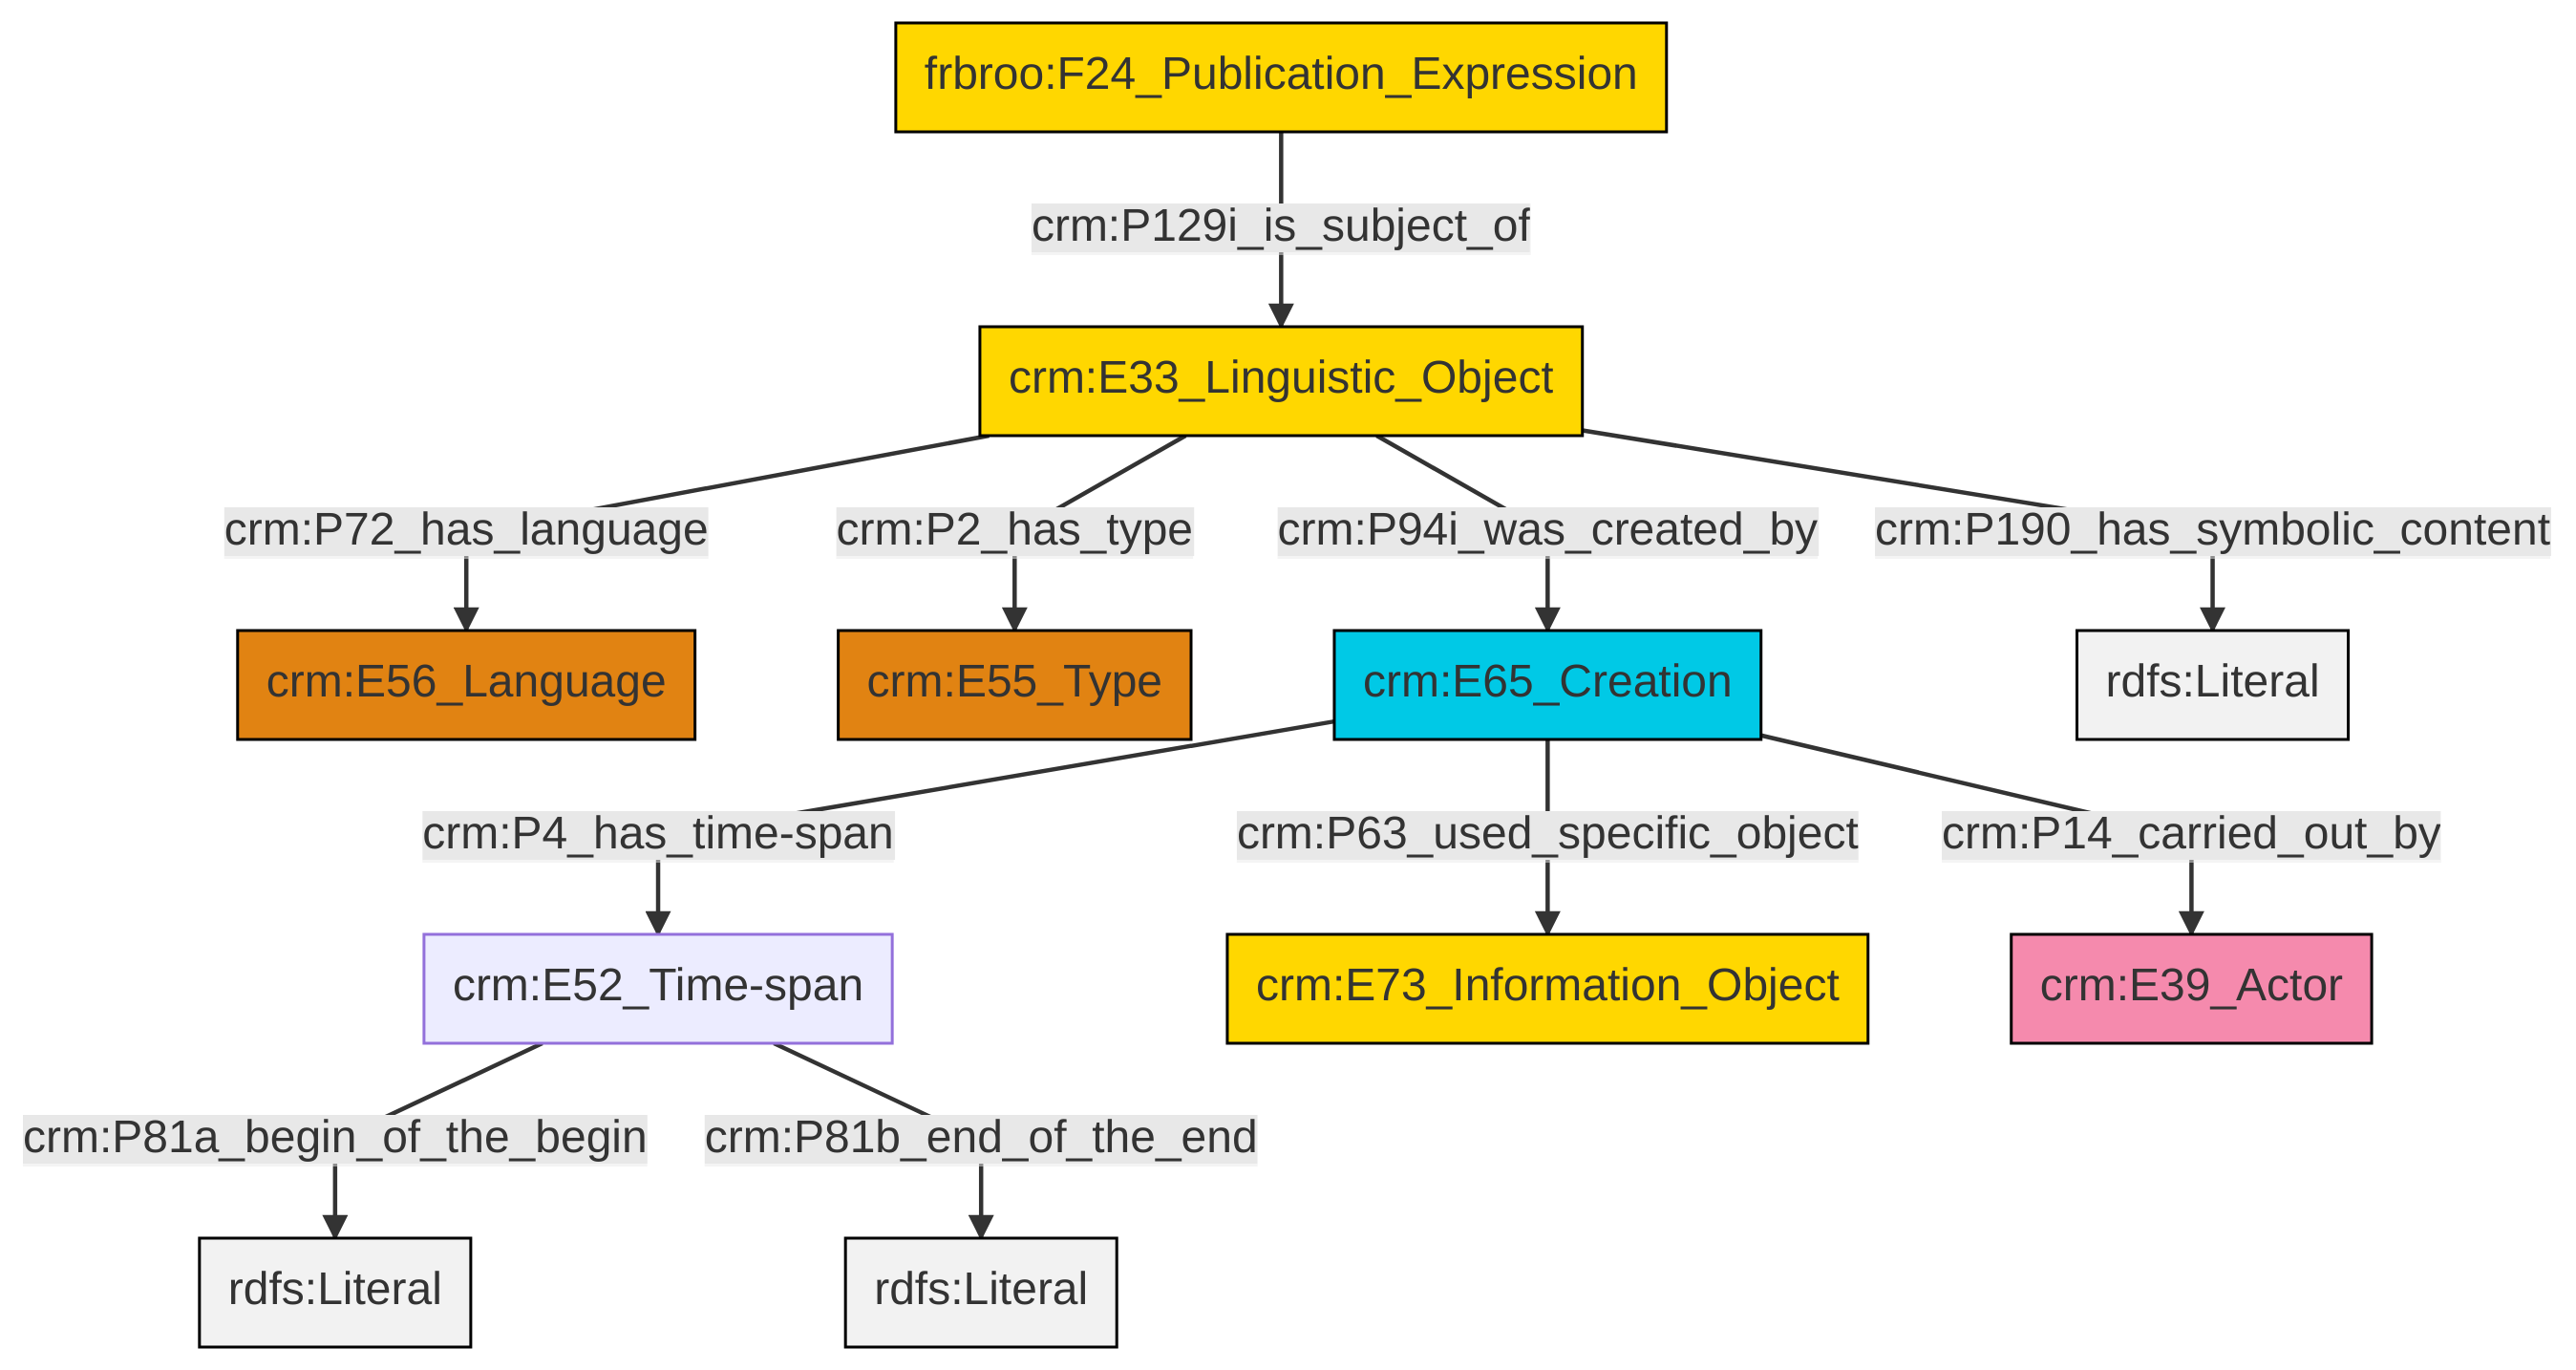 frbroo:F24_Publication_Expression
crm:P129i_is_subject_of
crm:E33_Linguistic_Object
crm:P72_has_language
crm:P2_has_type
crm:P94i_was_created_by
crm:P190_has_symbolic_content
crm:E56_Language
crm:E55_Type
crm:E65_Creation
rdfs:Literal
crm:P4_has_time-span
crm:P63_used_specific_object
crm:P14_carried_out_by
crm:E52_Time-span
crm:E73_Information_Object
crm:E39_Actor
crm:P81a_begin_of_the_begin
crm:P81b_end_of_the_end
rdfs:Literal
rdfs:Literal